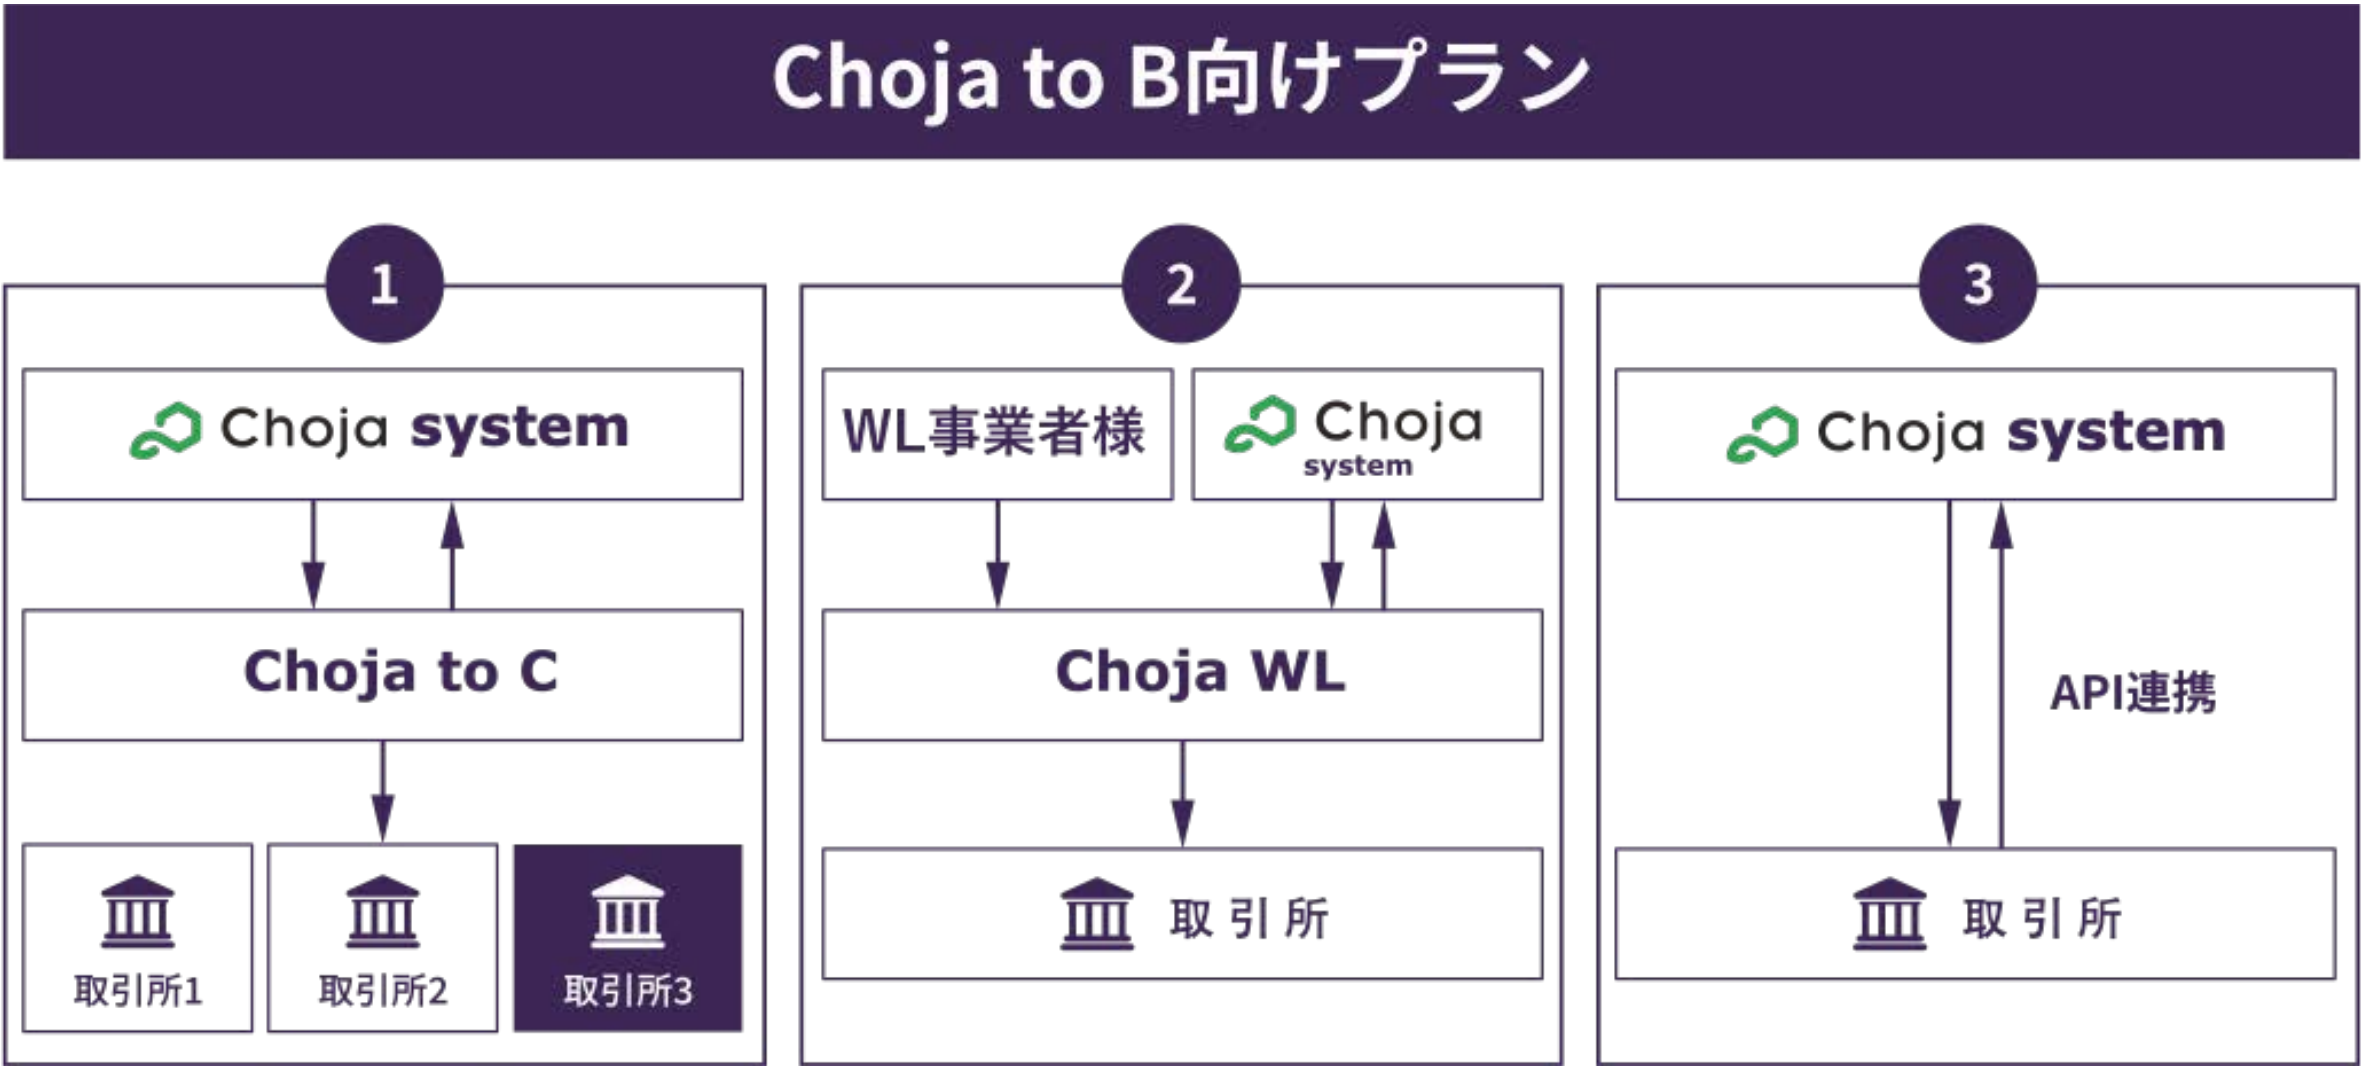 Choja to B向けプラン
1
Choja system
Choja to C
取引所1
取引所2
取引所3
2
WL事業者様
Choja
system
Choja WL
取引所
3
Choja system
API連携
取引所